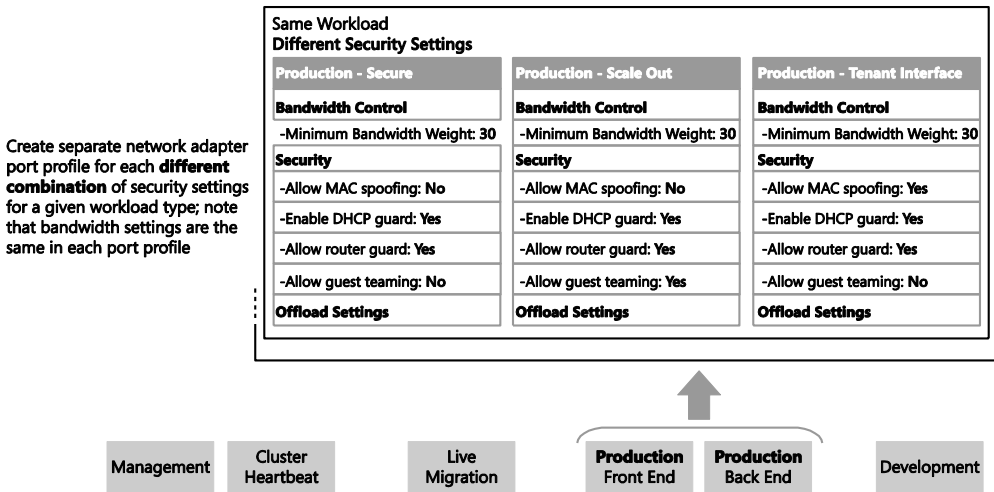 Same Workload
Different Security Settings
Create separate network adapter
port profile for each different
combination of security settings
for a given workload type; note
that bandwidth settings are the
same in each port profile
Production - Secure
Bandwidth Control
-Minimum Bandwidth Weight: 30
Security
-Allow MAC spoofing: No
-Enable DHCP guard: Yes
-Allow router guard: Yes
-Allow guest teaming: No
Offload Settings
Production - Scale Out
Bandwidth Control
-Minimum Bandwidth Weight: 30
Security
-Allow MAC spoofing: No
-Enable DHCP guard: Yes
-Allow router guard: Yes
-Allow guest teaming: Yes
Offload Settings
Production - Tenant Interface
Bandwidth Control
-Minimum Bandwidth Weight: 30
Security
-Allow MAC spoofing: Yes
-Enable DHCP guard: Yes
-Allow router guard: Yes
-Allow guest teaming: No
Offload Settings
Management
Cluster
Heartbeat
Live
Migration
Production
Front End
Production
Back End
Development